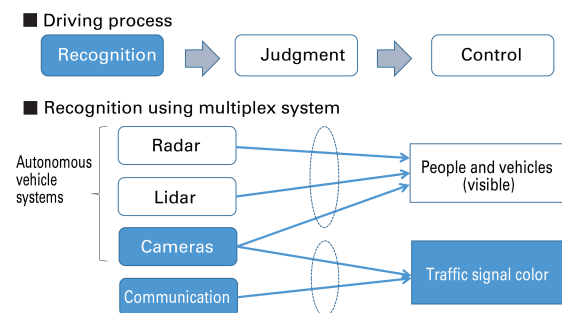 ■ Driving process
Recognition
Judgment
Control
■ Recognition using multiplex system
Autonomous
vehicle
systems
Radar
Lidar
Cameras
Communication
People and vehicles
(visible)
Traffic signal color